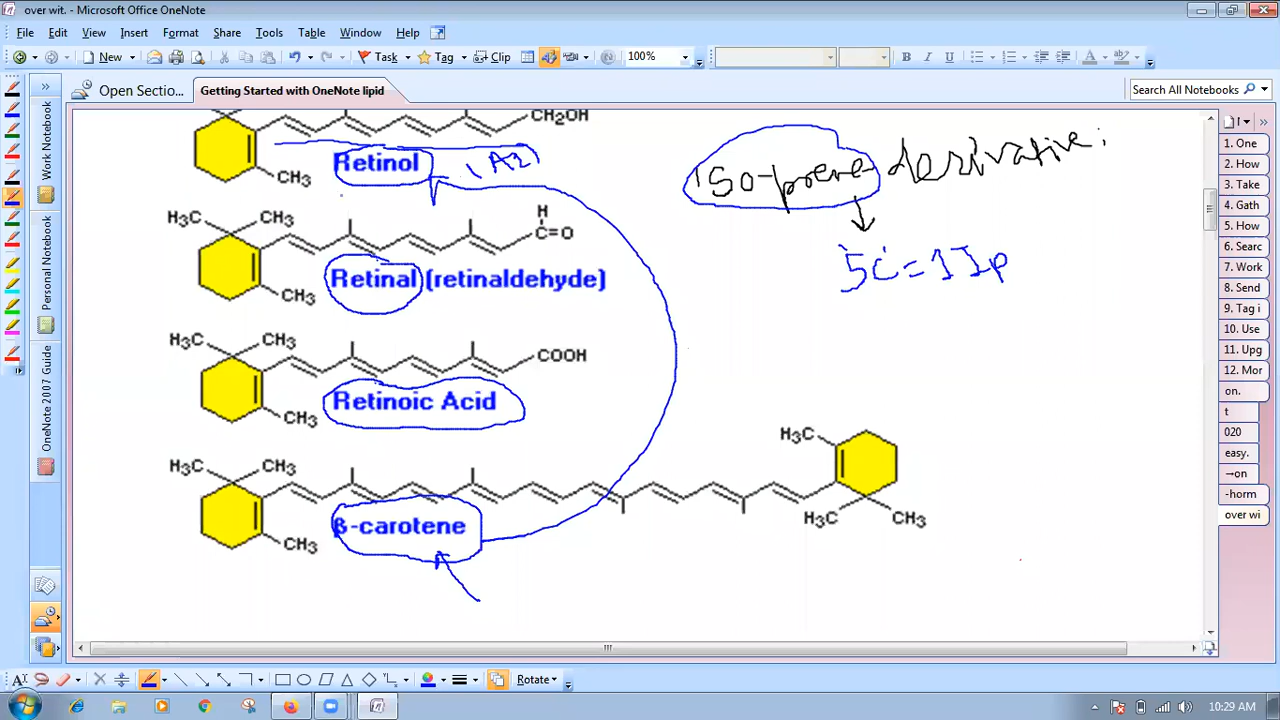 over wit. - Microsoft Office OneNote
File Edit View Insert Format Share Tools Table Window Help
New Task Tag Clip 100%
Open Sectio... Getting Started with OneNote lipid
Search All Notebooks
Work Notebook
Personal Notebook
OneNote 2007 Guide
CH2OH
CH3
Retinol (A2)
Iso-prene-derivative:
5C = 1 Ip
H3C CH3
H
C=O
CH3
Retinal (retinaldehyde)
H3C CH3
COOH
CH3
Retinoic Acid
H3C CH3
CH3
β-carotene
H3C
H3C CH3
1. One
2. How
3. Take
4. Gath
5. How
6. Searc
7. Work
8. Send
9. Tag i
10. Use
11. Upg
12. Mor
on.
t
020
easy.
→on
-horm
over wi
Rotate
10:29 AM